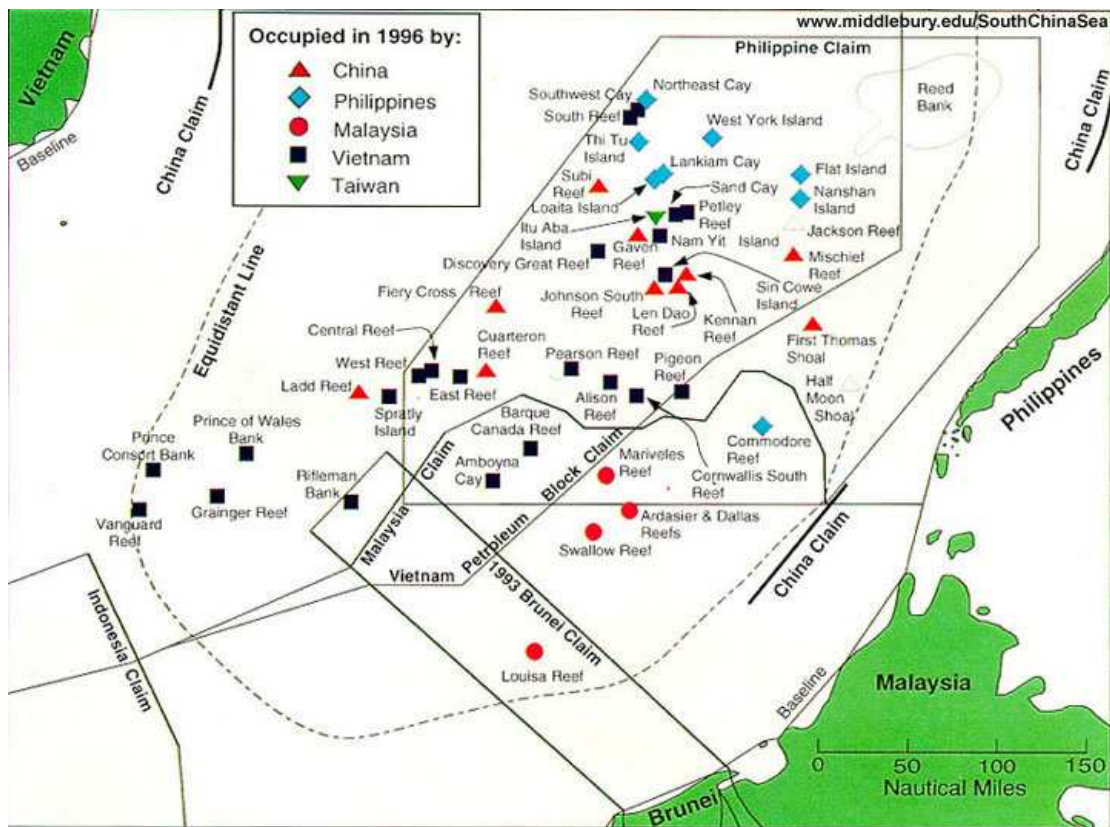 www.middlebury.edu/SouthChinaSea
Occupied in 1996 by:
China
Philippines
Malaysia
Vietnam
Taiwan
Vietnam
Baseline
China Claim
Philippine Claim
Reed
Bank
China Claim
Southwest Cay
Northeast Cay
South Reef
West York Island
Thi Tu
Island
Lankiam Cay
Flat Island
Subi
Reef
Sand Cay
Nanshan
Island
Loaita Island
Petley
Reef
Itu Aba
Island
Jackson Reef
Gaven
Reef
Nam Yit Island
Mischief
Reef
Discovery Great Reef
Equidistant Line
Fiery Cross Reef
Johnson South
Reef
Sin Cowe
Island
Len Dao
Reef
Kennan
Reef
First Thomas
Shoal
Central Reef
Cuarteron
Reef
West Reef
Pearson Reef
Pigeon
Reef
Ladd Reef
East Reef
Alison
Reef
Half
Moon
Shoal
Philippines
Spratly
Island
Barque
Canada Reef
Prince of Wales
Bank
Prince
Consort Bank
Commodore
Reef
Mariveles
Reef
Amboyna
Cay
Cornwallis South
Reef
Rifleman
Bank
Vanguard
Reef
Grainger Reef
Ardasier & Dallas
Reefs
Swallow Reef
Malaysia Claim
Vietnam Petrpleum Block Claim
1993 Brunei Claim
China Claim
Indonesia Claim
Louisa Reef
Baseline
Malaysia
0 50 100 150
Nautical Miles
Brunei